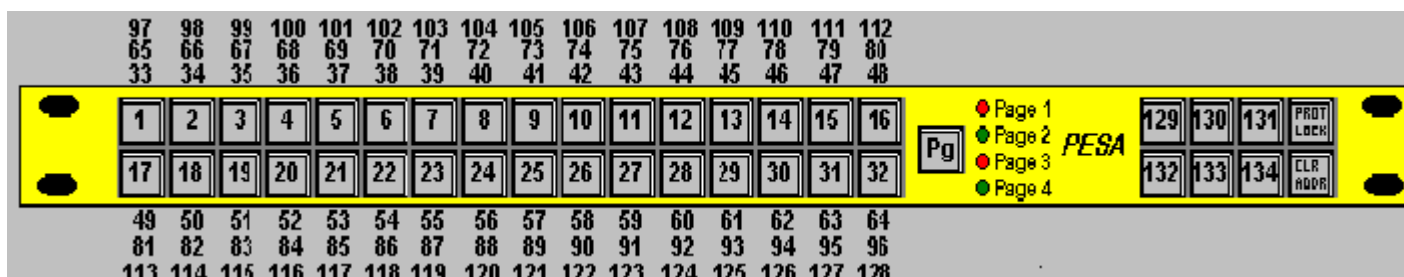 97 98 99 100 101 102 103 104 105 106 107 108 109 110 111 112
65 66 67 68 69 70 71 72 73 74 75 76 77 78 79 80
33 34 35 36 37 38 39 40 41 42 43 44 45 46 47 48
1 2 3 4 5 6 7 8 9 10 11 12 13 14 15 16
17 18 19 20 21 22 23 24 25 26 27 28 29 30 31 32
Pg
Page 1
Page 2
Page 3
Page 4
PESA
129 130 131 PROT LOCK
132 133 134 CLR ADDR
49 50 51 52 53 54 55 56 57 58 59 60 61 62 63 64
81 82 83 84 85 86 87 88 89 90 91 92 93 94 95 96
113 114 115 116 117 118 119 120 121 122 123 124 125 126 127 128